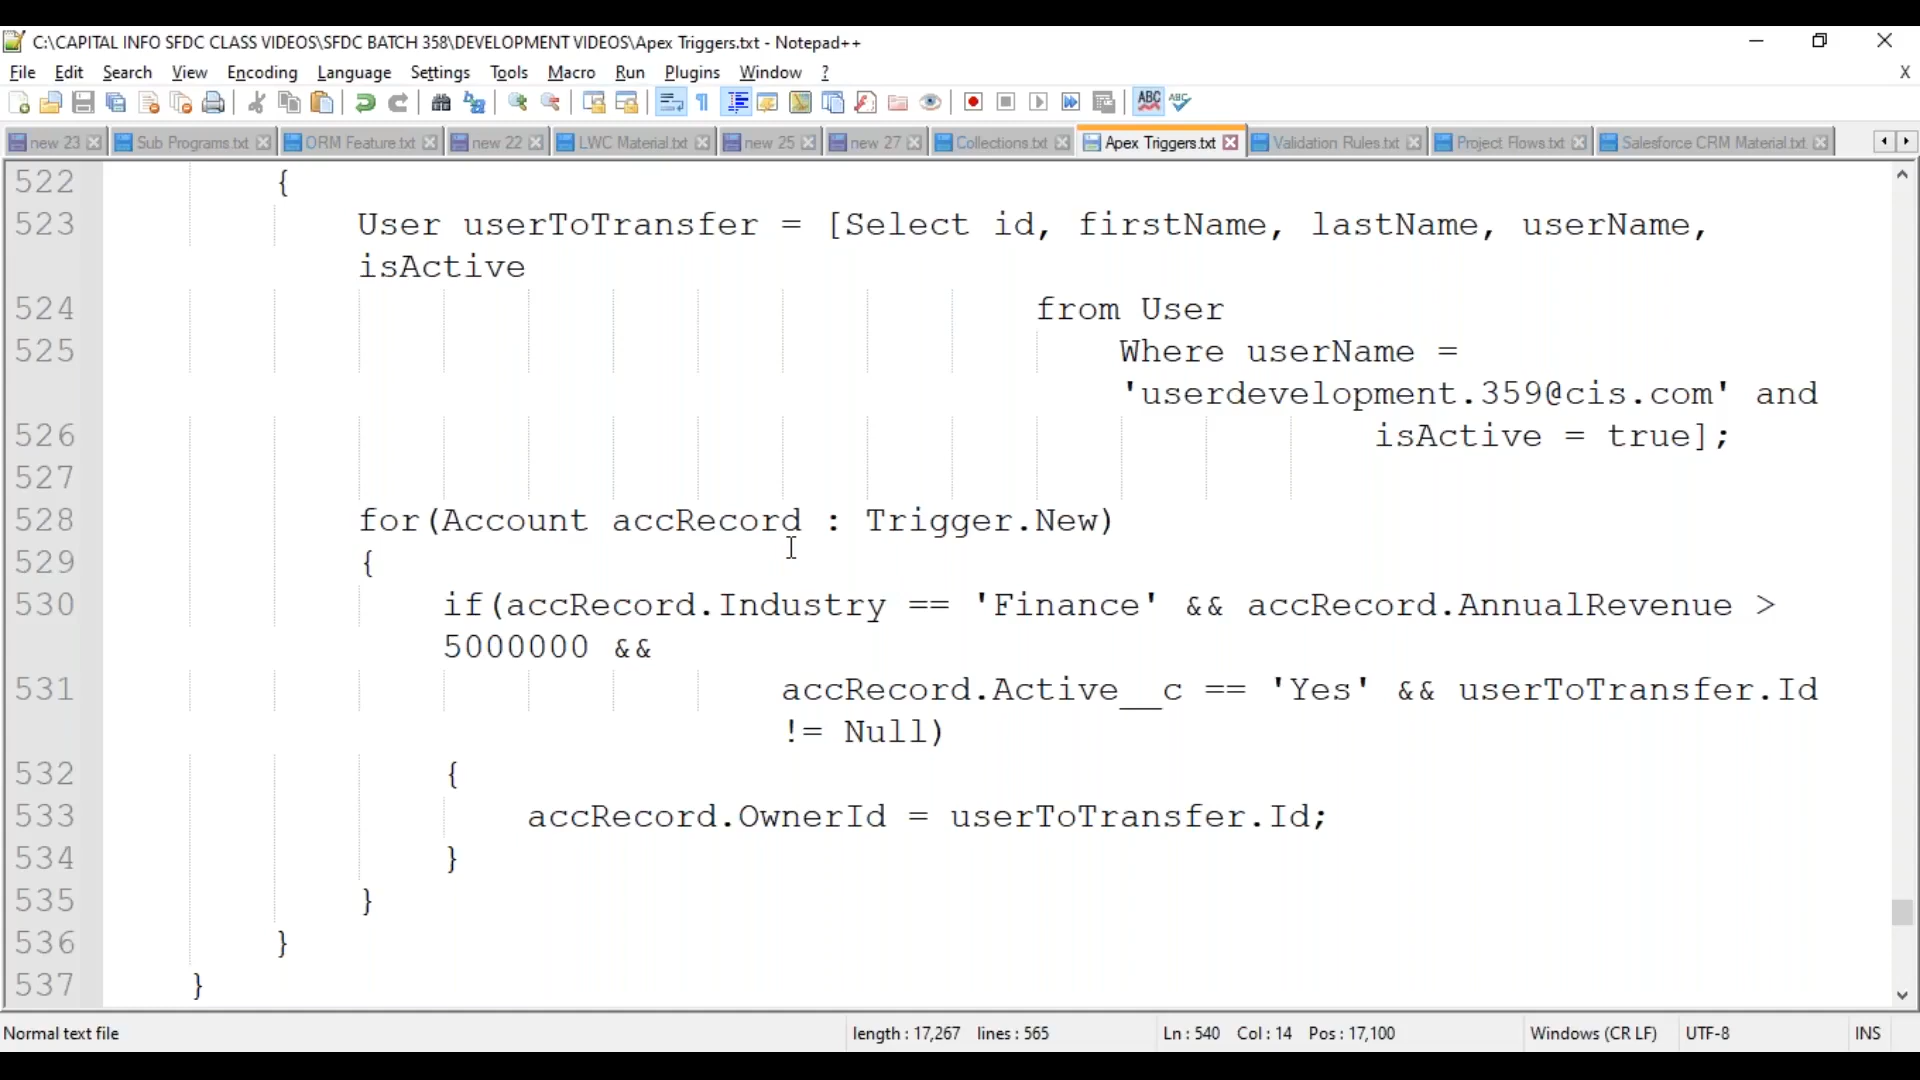 C:\CAPITAL INFO SFDC CLASS VIDEOS\SFDC BATCH 358\DEVELOPMENT VIDEOS\Apex Triggers.txt - Notepad++
File Edit Search View Encoding Language Settings Tools Macro Run Plugins Window ? X
new 23 Sub Programs.txt ORM Feature.txt new 22 LWC Material.txt new 25 new 27 Collections.txt Apex Triggers.txt Validation Rules.txt Project Flows.txt Salesforce CRM Material.txt
522 {
523 User userToTransfer = [Select id, firstName, lastName, userName,
isActive
524 from User
525 Where userName =
'userdevelopment.359@cis.com' and
526 isActive = true];
527
528 for(Account accRecord : Trigger.New)
529 {
530 if(accRecord.Industry == 'Finance' && accRecord.AnnualRevenue >
5000000 &&
531 accRecord.Active__c == 'Yes' && userToTransfer.Id
!= Null)
532 {
533 accRecord.OwnerId = userToTransfer.Id;
534 }
535 }
536 }
537 }
Normal text file length : 17,267 lines : 565 Ln : 540 Col : 14 Pos : 17,100 Windows (CR LF) UTF-8 INS